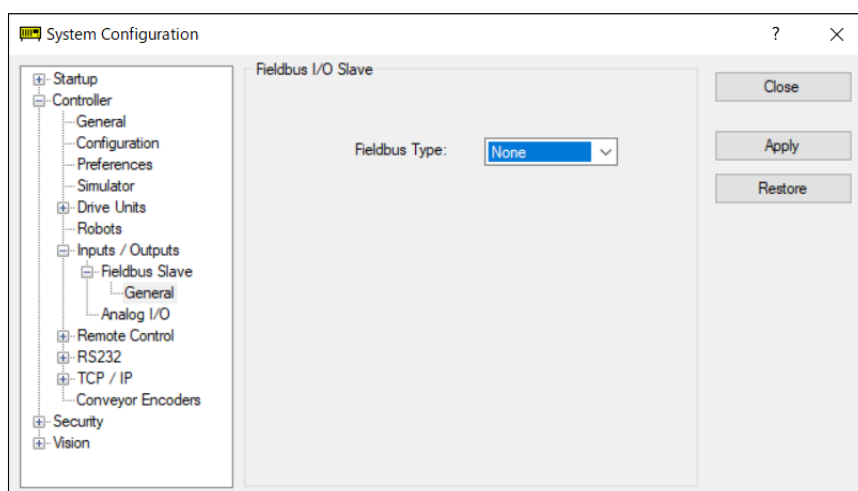 System Configuration
?
Startup
Controller
General
Configuration
Preferences
Simulator
Drive Units
Robots
Inputs / Outputs
Fieldbus Slave
General
Analog I/O
Remote Control
RS232
TCP / IP
Conveyor Encoders
Security
Vision
Fieldbus I/O Slave
Fieldbus Type: None
Close
Apply
Restore